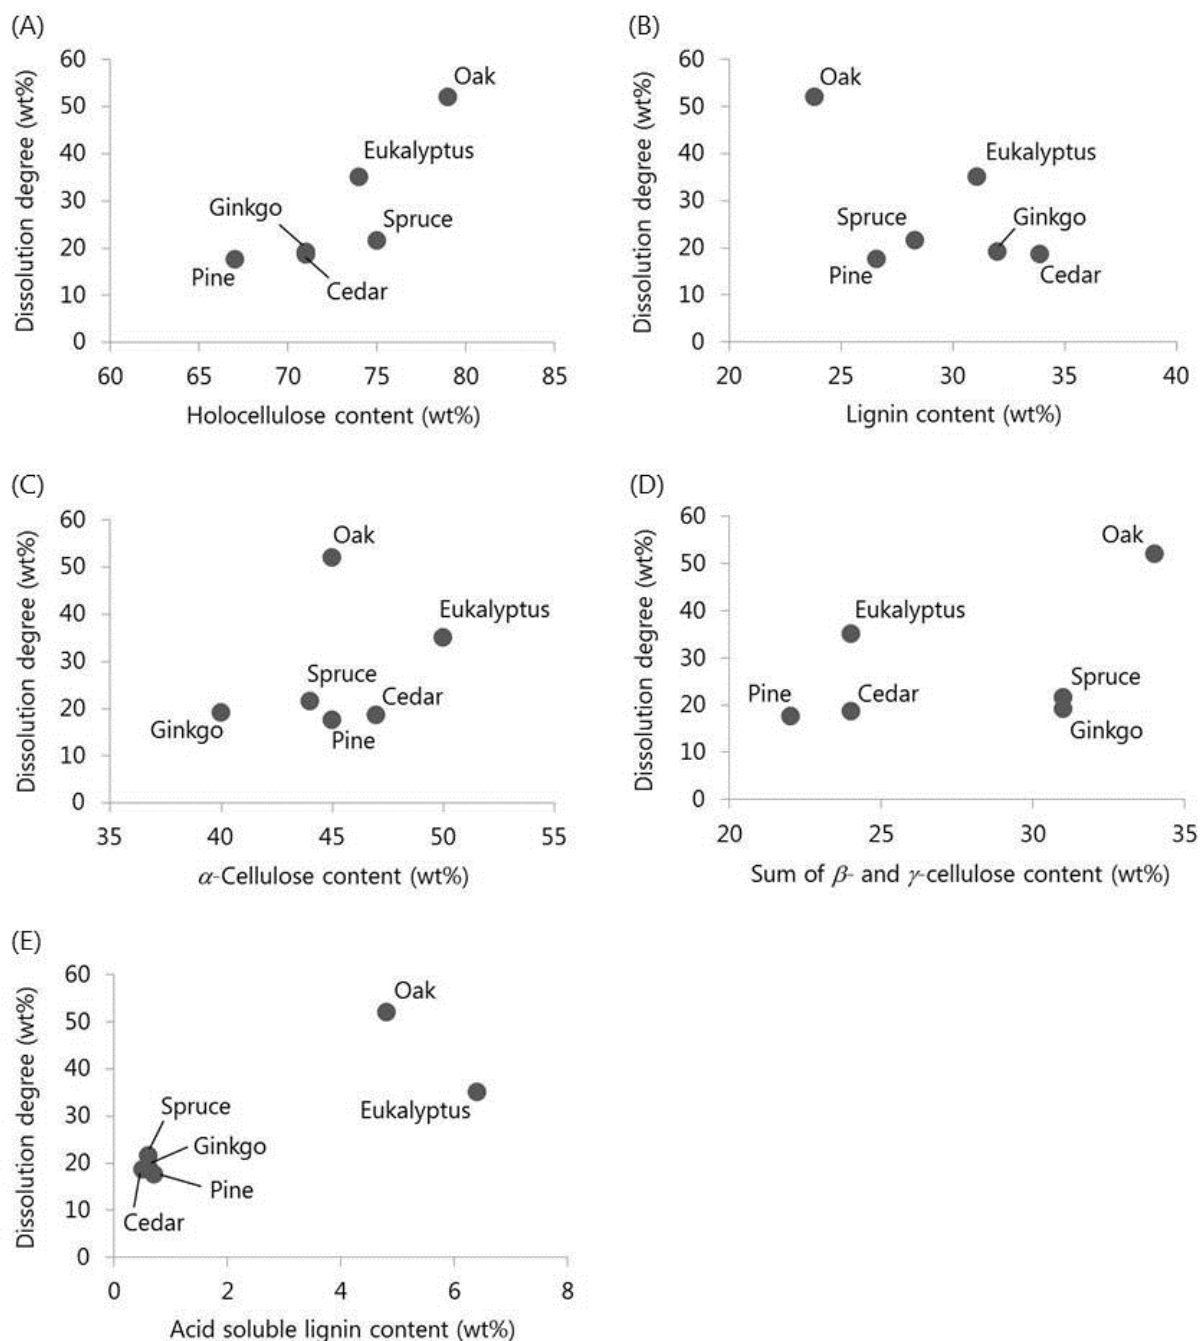 (A)
Dissolution degree (wt%)
60
50
40
30
20
10
0
Oak
Eukalyptus
Ginkgo
Spruce
Pine
Cedar
60 65 70 75 80 85
Holocellulose content (wt%)
(B)
Dissolution degree (wt%)
60
50
40
30
20
10
0
Oak
Eukalyptus
Spruce
Ginkgo
Pine
Cedar
20 25 30 35 40
Lignin content (wt%)
(C)
Dissolution degree (wt%)
60
50
40
30
20
10
0
Oak
Eukalyptus
Spruce
Cedar
Ginkgo
Pine
35 40 45 50 55
α-Cellulose content (wt%)
(D)
Dissolution degree (wt%)
60
50
40
30
20
10
0
Oak
Eukalyptus
Spruce
Pine
Cedar
Ginkgo
20 25 30 35
Sum of β- and γ-cellulose content (wt%)
(E)
Dissolution degree (wt%)
60
50
40
30
20
10
0
Oak
Eukalyptus
Spruce
Ginkgo
Pine
Cedar
0 2 4 6 8
Acid soluble lignin content (wt%)